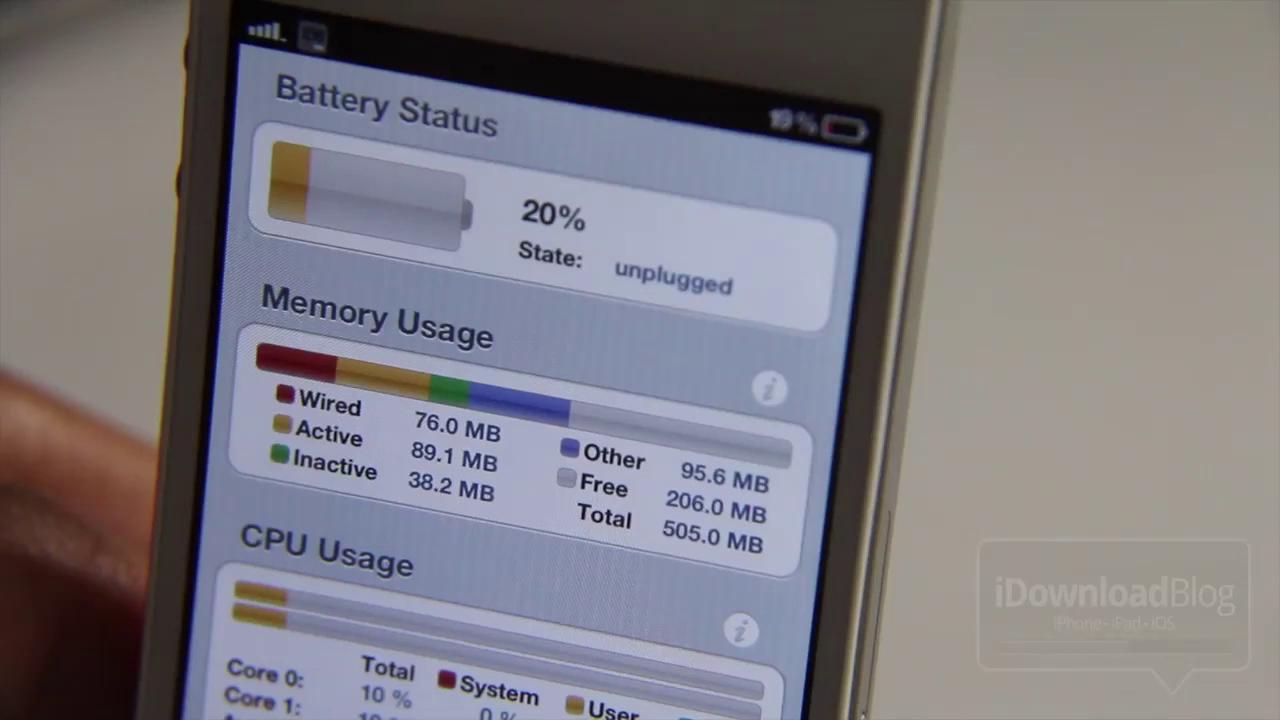 19%
Battery Status
20%
State: unplugged
Memory Usage
Wired 76.0 MB
Active 89.1 MB
Inactive 38.2 MB
Other 95.6 MB
Free 206.0 MB
Total 505.0 MB
CPU Usage
Total System User
Core 0: 10 % 0 %
Core 1:
iDownloadBlog
iPhone • iPad • iOS